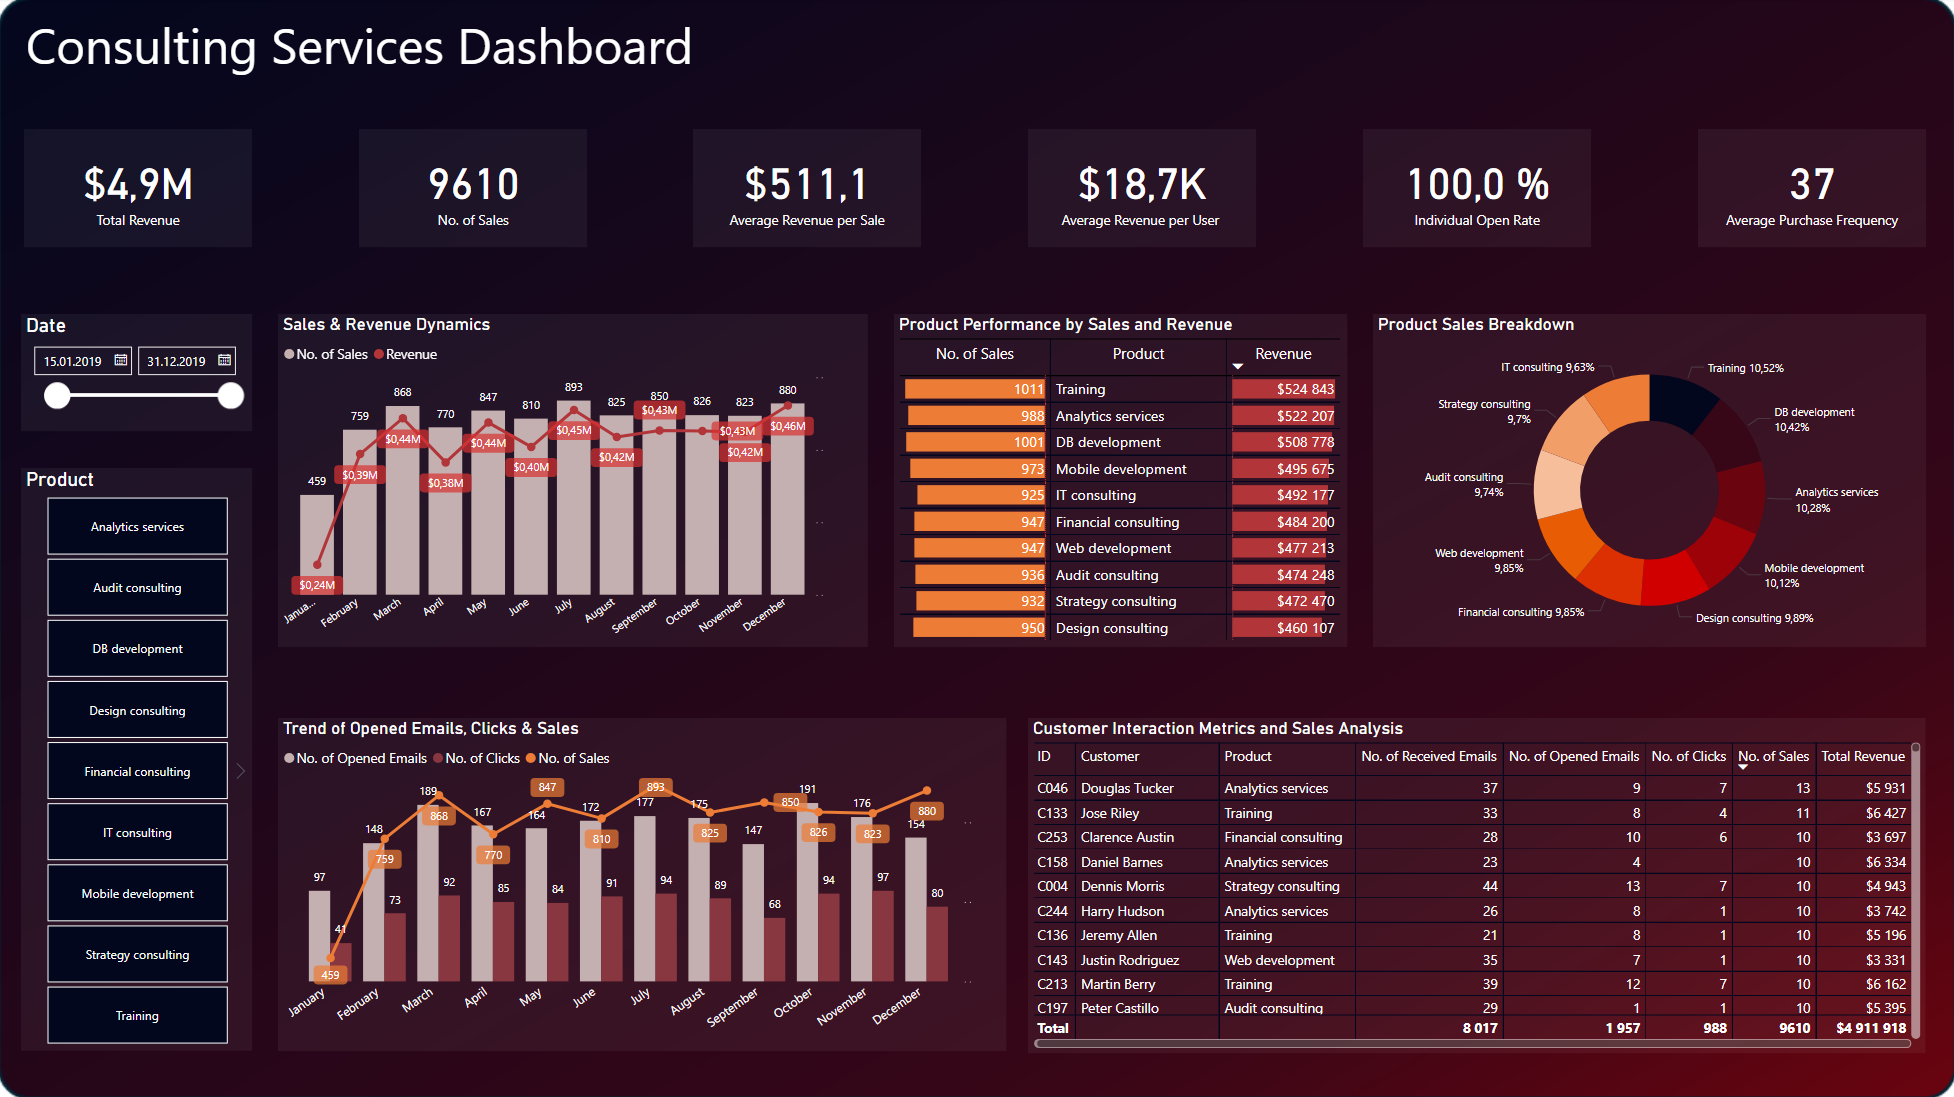 Consulting Services Dashboard
$4,9M
Total Revenue
9610
No. of Sales
$511,1
Average Revenue per Sale
$18,7K
Average Revenue per User
100,0 %
Individual Open Rate
37
Average Purchase Frequency
Date
15.01.2019 31.12.2019
Product
Analytics services
Audit consulting
DB development
Design consulting
Financial consulting
IT consulting
Mobile development
Strategy consulting
Training
Sales & Revenue Dynamics
No. of Sales Revenue
459 759 868 770 847 810 893 825 850 826 823 880
$0,24M $0,39M $0,44M $0,38M $0,44M $0,40M $0,45M $0,42M $0,43M $0,43M $0,42M $0,46M
Janua... February March April May June July August September October November December
Product Performance by Sales and Revenue
No. of Sales Product Revenue
1011 Training $524 843
988 Analytics services $522 207
1001 DB development $508 778
973 Mobile development $495 675
925 IT consulting $492 177
947 Financial consulting $484 200
947 Web development $477 213
936 Audit consulting $474 248
932 Strategy consulting $472 470
950 Design consulting $460 107
Product Sales Breakdown
IT consulting 9,63%
Training 10,52%
Strategy consulting
9,7%
DB development
10,42%
Audit consulting
9,74%
Analytics services
10,28%
Web development
9,85%
Mobile development
10,12%
Financial consulting 9,85%
Design consulting 9,89%
Trend of Opened Emails, Clicks & Sales
No. of Opened Emails No. of Clicks No. of Sales
97 148 189 167 164 172 177 175 147 191 176 154
41 73 92 85 84 91 94 89 68 94 97 80
459 759 868 770 847 810 893 825 850 826 823 880
January February March April May June July August September October November December
Customer Interaction Metrics and Sales Analysis
ID Customer Product No. of Received Emails No. of Opened Emails No. of Clicks No. of Sales Total Revenue
C046 Douglas Tucker Analytics services 37 9 7 13 $5 931
C133 Jose Riley Training 33 8 4 11 $6 427
C253 Clarence Austin Financial consulting 28 10 6 10 $3 697
C158 Daniel Barnes Analytics services 23 4 10 $6 334
C004 Dennis Morris Strategy consulting 44 13 7 10 $4 943
C244 Harry Hudson Analytics services 26 8 1 10 $3 742
C136 Jeremy Allen Training 21 8 1 10 $5 196
C143 Justin Rodriguez Web development 35 7 1 10 $3 331
C213 Martin Berry Training 39 12 7 10 $6 162
C197 Peter Castillo Audit consulting 29 1 1 10 $5 395
Total 8 017 1 957 988 9610 $4 911 918